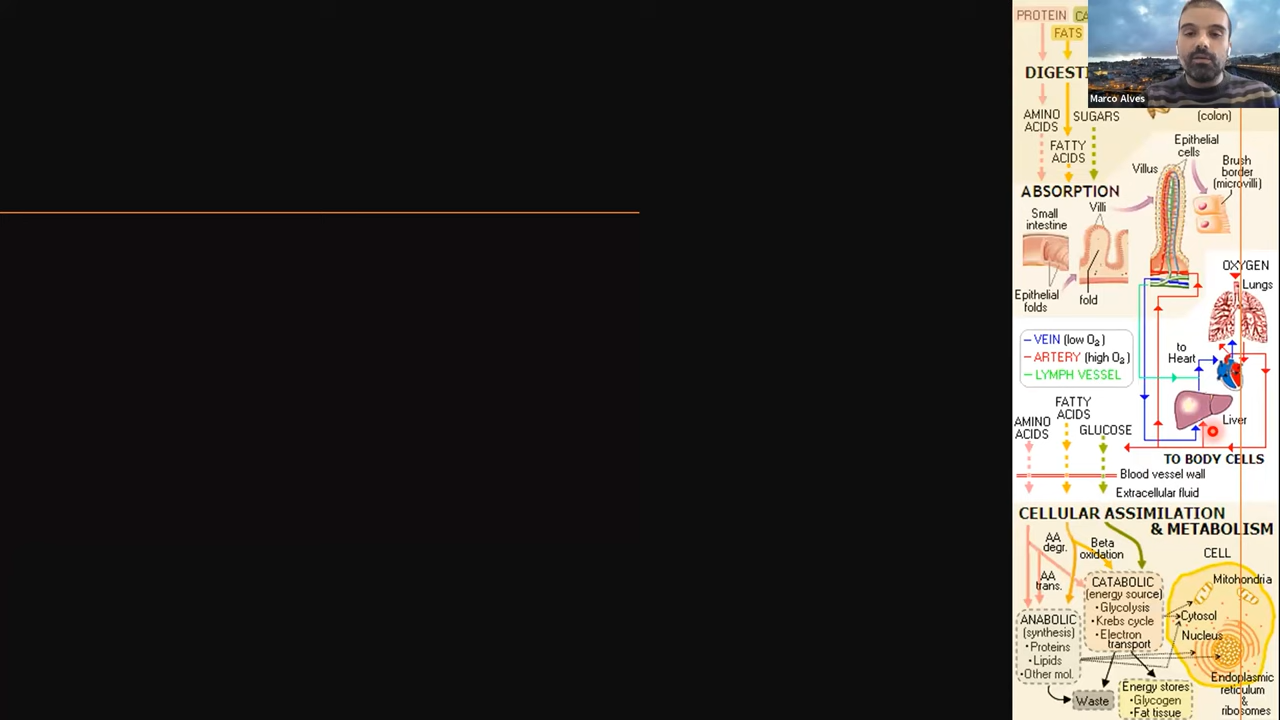 PROTEIN
FATS
Marco Alves
AMINO
ACIDS
SUGARS
FATTY
ACIDS
(colon)
ABSORPTION
Epithelial
cells
Villus
Brush
border
(microvilli)
Small
intestine
Villi
Epithelial
folds
fold
OXYGEN
Lungs
– VEIN (low O₂)
– ARTERY (high O₂)
– LYMPH VESSEL
to
Heart
Liver
AMINO
ACIDS
FATTY
ACIDS
GLUCOSE
TO BODY CELLS
Blood vessel wall
Extracellular fluid
CELLULAR ASSIMILATION
& METABOLISM
AA
degr.
Beta
oxidation
AA
trans.
CELL
CATABOLIC
(energy source)
•Glycolysis
•Krebs cycle
•Electron
transport
ANABOLIC
(synthesis)
•Proteins
•Lipids
•Other mol.
Mitohondria
Cytosol
Nucleus
Endoplasmic
reticulum
&
ribosomes
Waste
Energy stores
•Glycogen
•Fat tissue